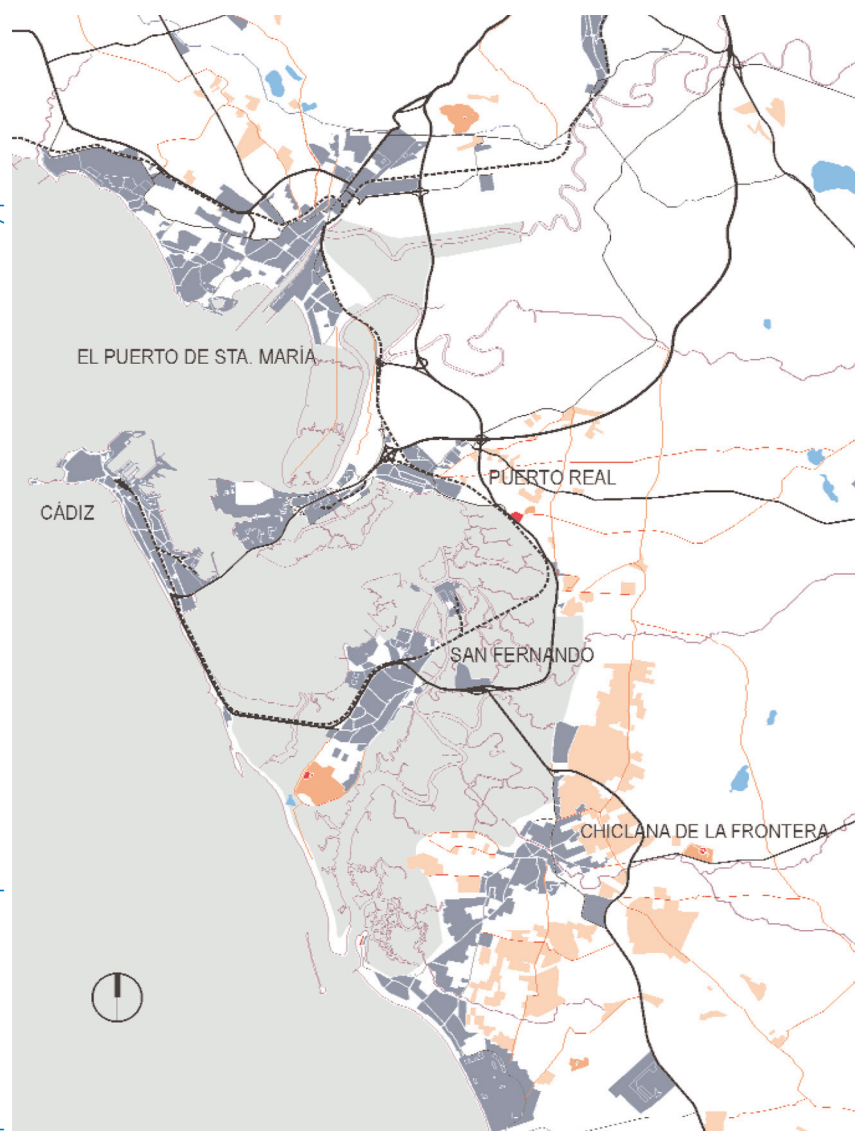 EL PUERTO DE STA. MARÍA
PUERTO REAL
CÁDIZ
SAN FERNANDO
CHICLANA DE LA FRONTERA